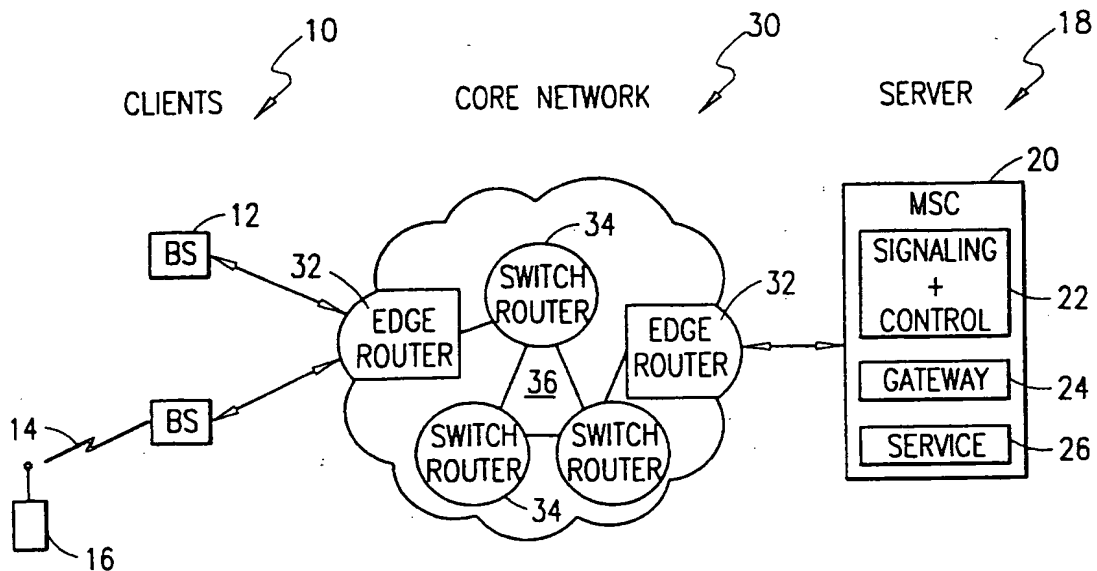 10
30
18
CLIENTS
CORE NETWORK
SERVER
20
MSC
12
BS
34
SIGNALING
+
CONTROL
22
32
SWITCH
ROUTER
32
EDGE
ROUTER
EDGE
ROUTER
36
GATEWAY
24
14
BS
SWITCH
ROUTER
SWITCH
ROUTER
SERVICE
26
34
16